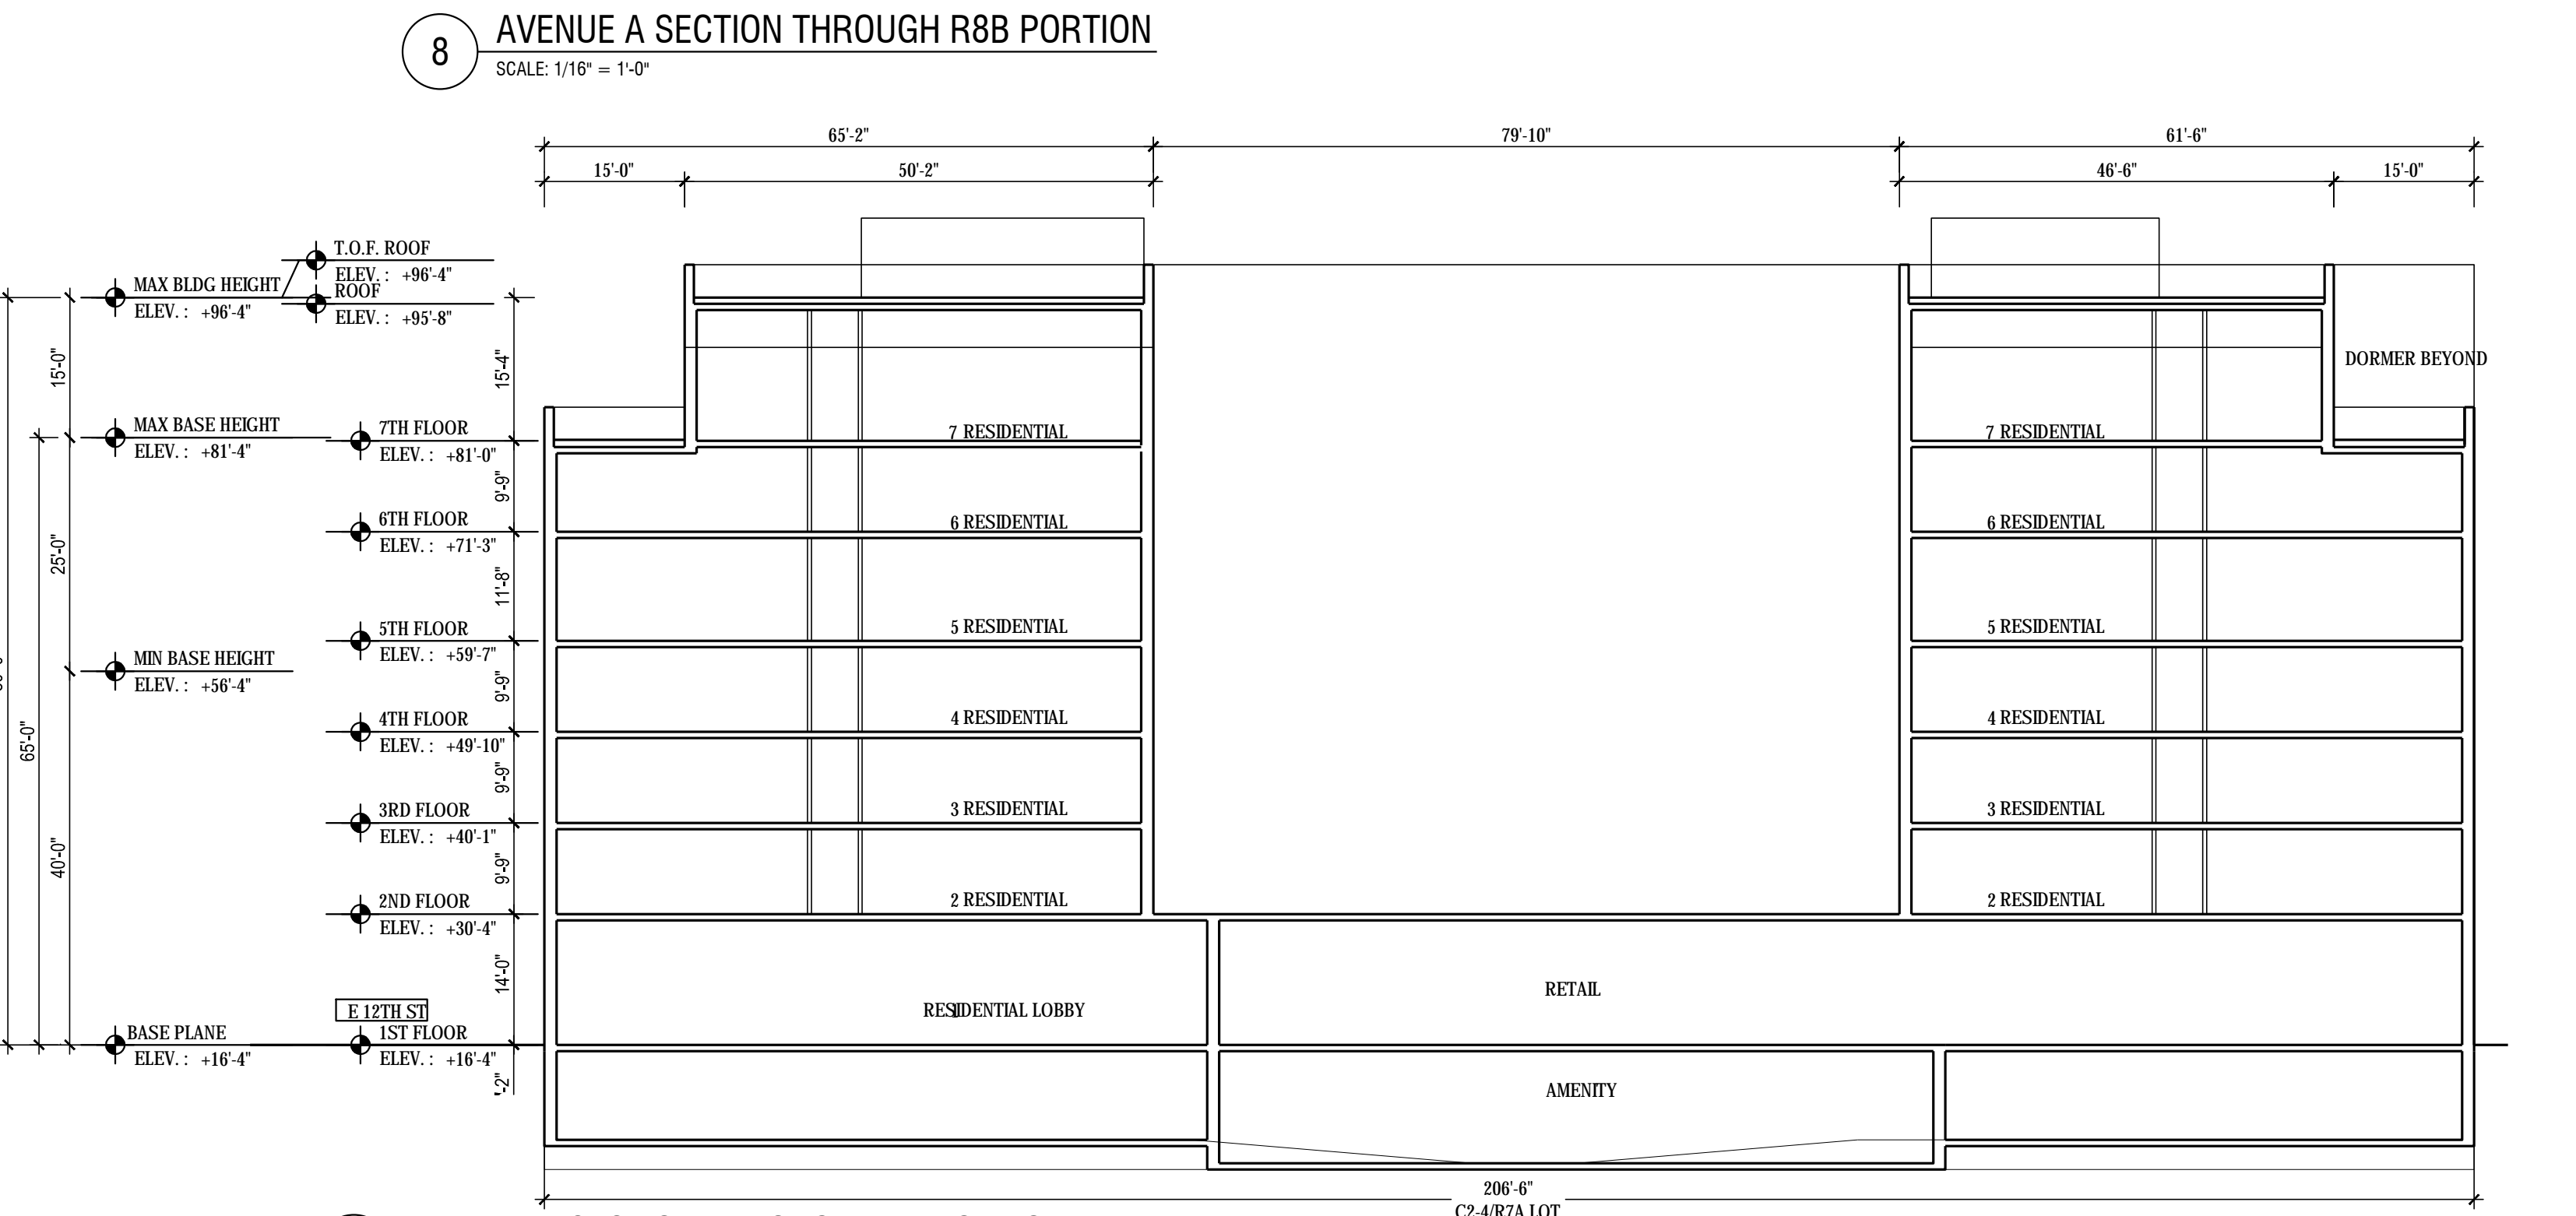 8
AVENUE A SECTION THROUGH R8B PORTION
SCALE: 1/16" = 1'-0"
65'-2"
79'-10"
61'-6"
15'-0"
50'-2"
46'-6"
15'-0"
T.O.F. ROOF
ELEV. : +96'-4"
MAX BLDG HEIGHT
ELEV. : +96'-4"
ROOF
ELEV. : +95'-8"
15'-0"
15'-4"
DORMER BEYOND
MAX BASE HEIGHT
ELEV. : +81'-4"
7TH FLOOR
ELEV. : +81'-0"
7 RESIDENTIAL
7 RESIDENTIAL
9'-9"
6TH FLOOR
ELEV. : +71'-3"
6 RESIDENTIAL
6 RESIDENTIAL
25'-0"
11'-8"
5TH FLOOR
ELEV. : +59'-7"
5 RESIDENTIAL
5 RESIDENTIAL
MIN BASE HEIGHT
ELEV. : +56'-4"
9'-9"
4TH FLOOR
ELEV. : +49'-10"
4 RESIDENTIAL
4 RESIDENTIAL
65'-0"
9'-9"
3RD FLOOR
ELEV. : +40'-1"
3 RESIDENTIAL
3 RESIDENTIAL
40'-0"
9'-9"
2ND FLOOR
ELEV. : +30'-4"
2 RESIDENTIAL
2 RESIDENTIAL
14'-0"
RETAIL
RESIDENTIAL LOBBY
E 12TH ST
BASE PLANE
ELEV. : +16'-4"
1ST FLOOR
ELEV. : +16'-4"
'-2"
AMENITY
206'-6"
C2-4/R7A LOT